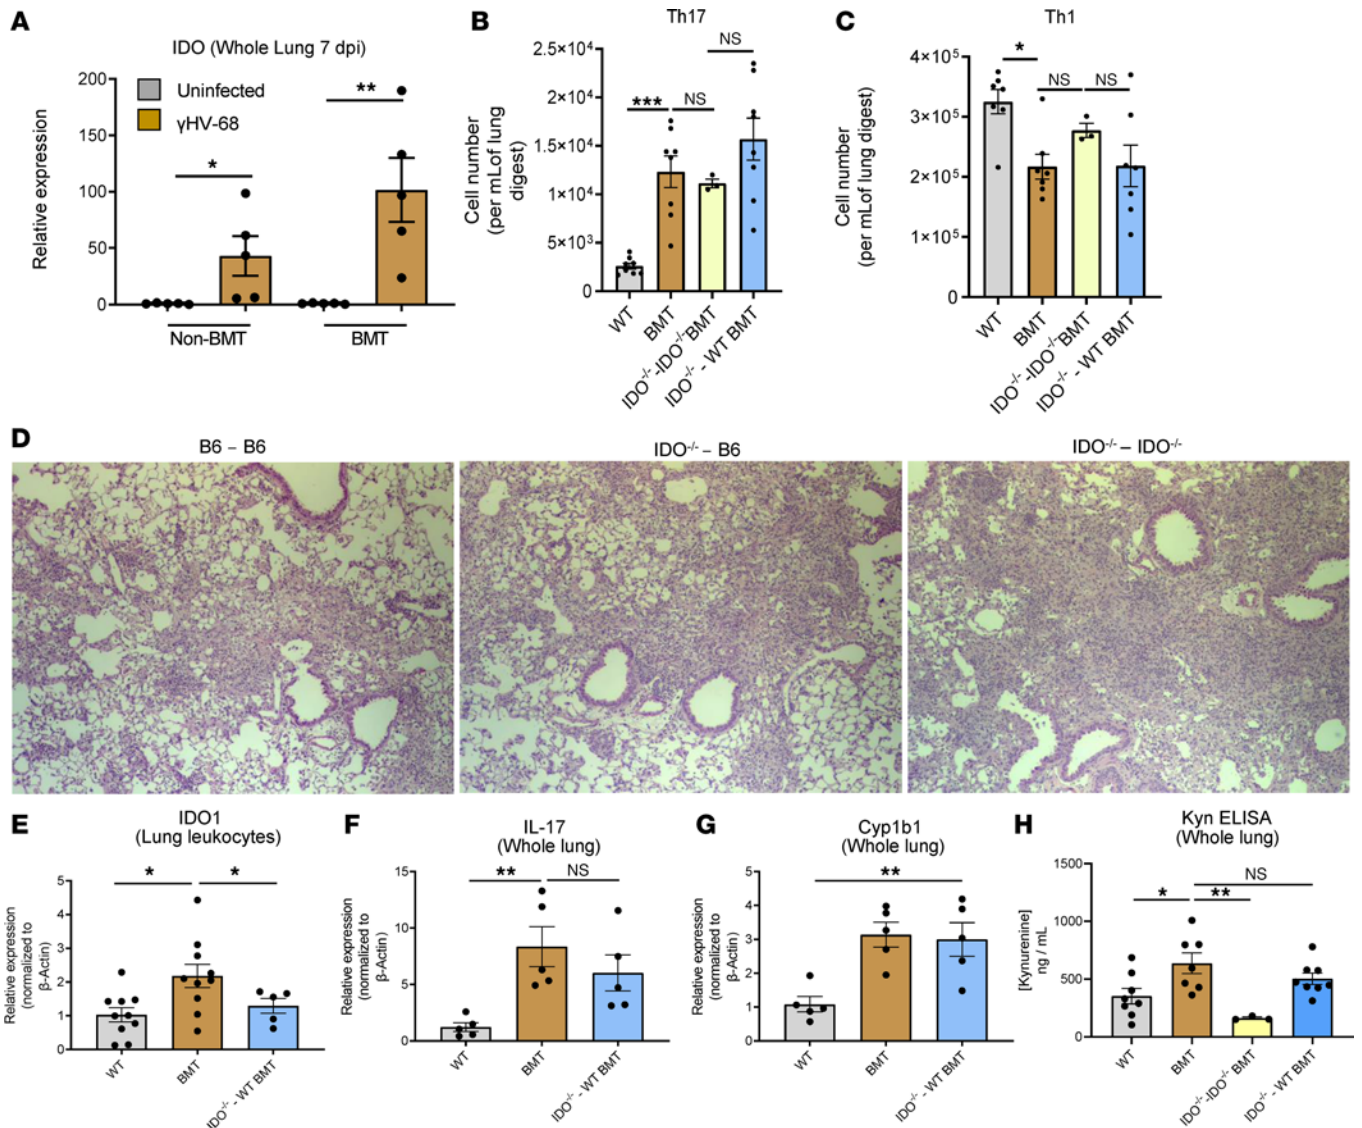 A
IDO (Whole Lung 7 dpi)
Uninfected
γHV-68
Relative expression
200
150
100
50
0
*
**
Non-BMT
BMT
B
Th17
Cell number
(per mLof lung
digest)
2.5×10⁴
2×10⁴
1.5×10⁴
1×10⁴
5×10³
0
***
NS
NS
WT
BMT
IDO⁻/⁻-IDO⁻/⁻BMT
IDO⁻/⁻ - WT BMT
C
Th1
Cell number
(per mLof lung digest)
4×10⁵
3×10⁵
2×10⁵
1×10⁵
0
*
NS
NS
WT
BMT
IDO⁻/⁻-IDO⁻/⁻BMT
IDO⁻/⁻ - WT BMT
D
B6 – B6
IDO⁻/⁻ – B6
IDO⁻/⁻ – IDO⁻/⁻
E
IDO1
(Lung leukocytes)
Relative expression
(normalized to
β-Actin)
5
4
3
2
1
0
*
*
WT
BMT
IDO⁻/⁻ - WT BMT
F
IL-17
(Whole lung)
Relative expression
(normalized to
β-Actin)
15
10
5
0
**
NS
WT
BMT
IDO⁻/⁻ - WT BMT
G
Cyp1b1
(Whole lung)
Relative expression
(normalized to
β-Actin)
5
4
3
2
1
0
**
WT
BMT
IDO⁻/⁻ - WT BMT
H
Kyn ELISA
(Whole lung)
[Kynurenine]
ng / mL
1500
1000
500
0
*
**
NS
WT
BMT
IDO⁻/⁻-IDO⁻/⁻ BMT
IDO⁻/⁻ - WT BMT